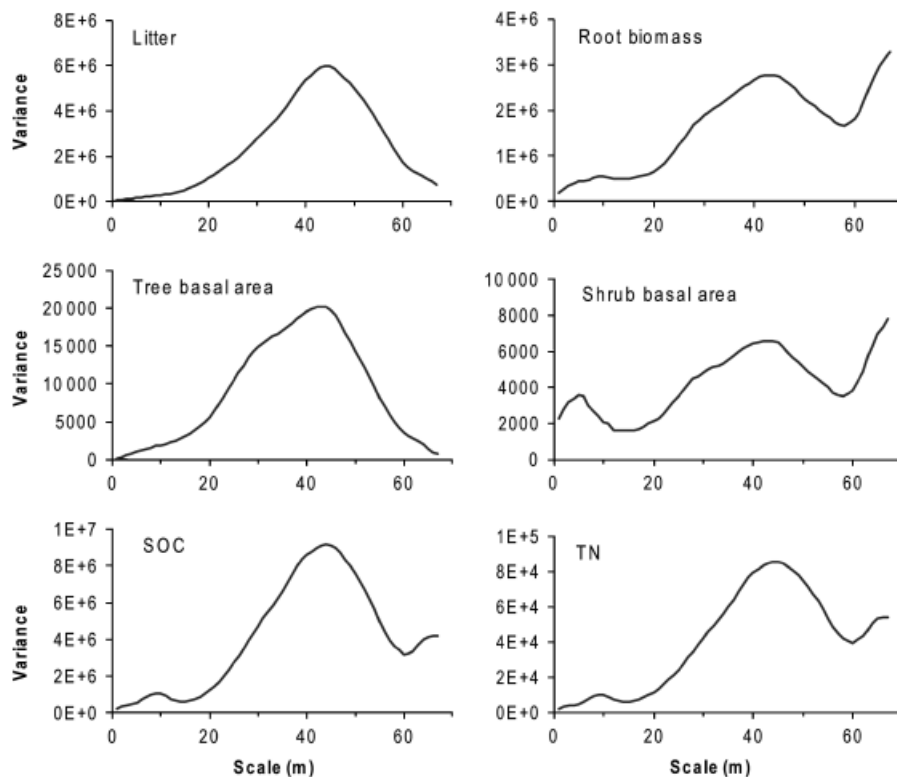 Litter
Variance
8E+6
6E+6
4E+6
2E+6
0E+0
0 20 40 60
Root biomass
4E+6
3E+6
2E+6
1E+6
0E+0
0 20 40 60
Tree basal area
Variance
25 000
20 000
15 000
10 000
5000
0
0 20 40 60
Shrub basal area
10 000
8000
6000
4000
2000
0
0 20 40 60
SOC
Variance
1E+7
8E+6
6E+6
4E+6
2E+6
0E+0
0 20 40 60
Scale (m)
TN
1E+5
8E+4
6E+4
4E+4
2E+4
0E+0
0 20 40 60
Scale (m)